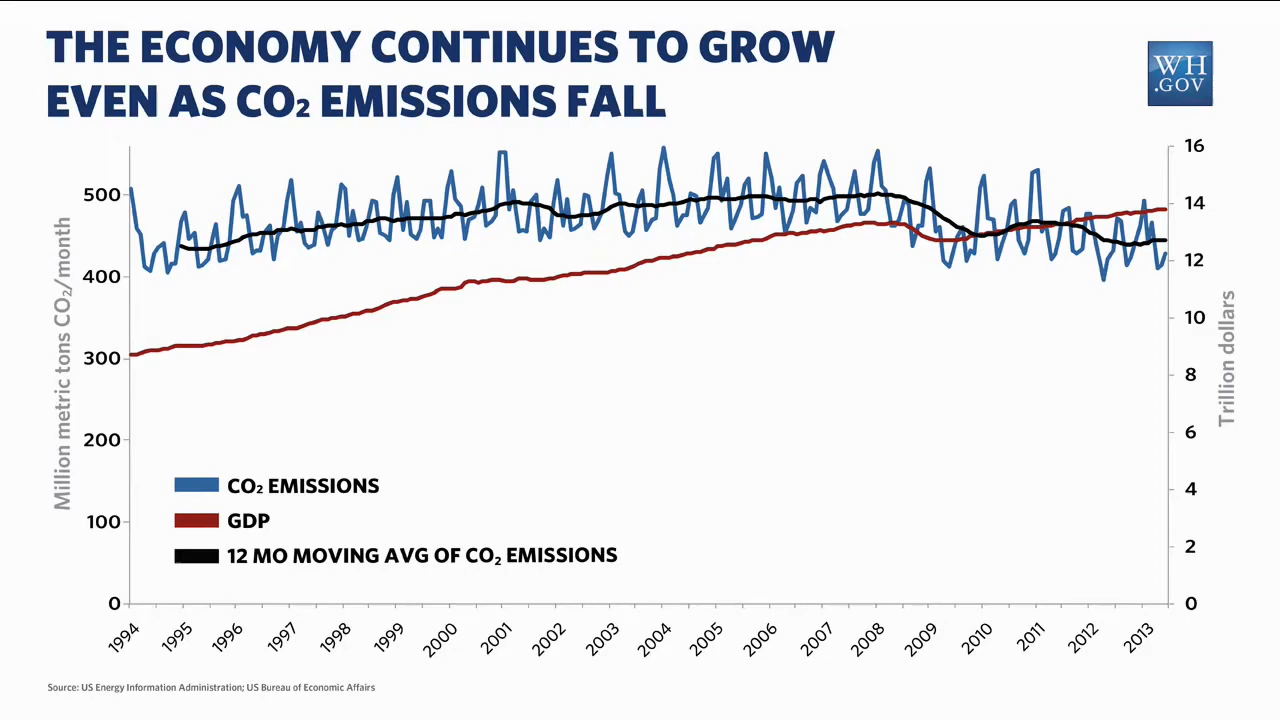 THE ECONOMY CONTINUES TO GROW
EVEN AS CO₂ EMISSIONS FALL
WH
.GOV
Million metric tons CO₂/month
500
400
300
200
100
0
16
14
12
10
8
6
4
2
0
Trillion dollars
CO₂ EMISSIONS
GDP
12 MO MOVING AVG OF CO₂ EMISSIONS
1994 1995 1996 1997 1998 1999 2000 2001 2002 2003 2004 2005 2006 2007 2008 2009 2010 2011 2012 2013
Source: US Energy Information Administration; US Bureau of Economic Affairs